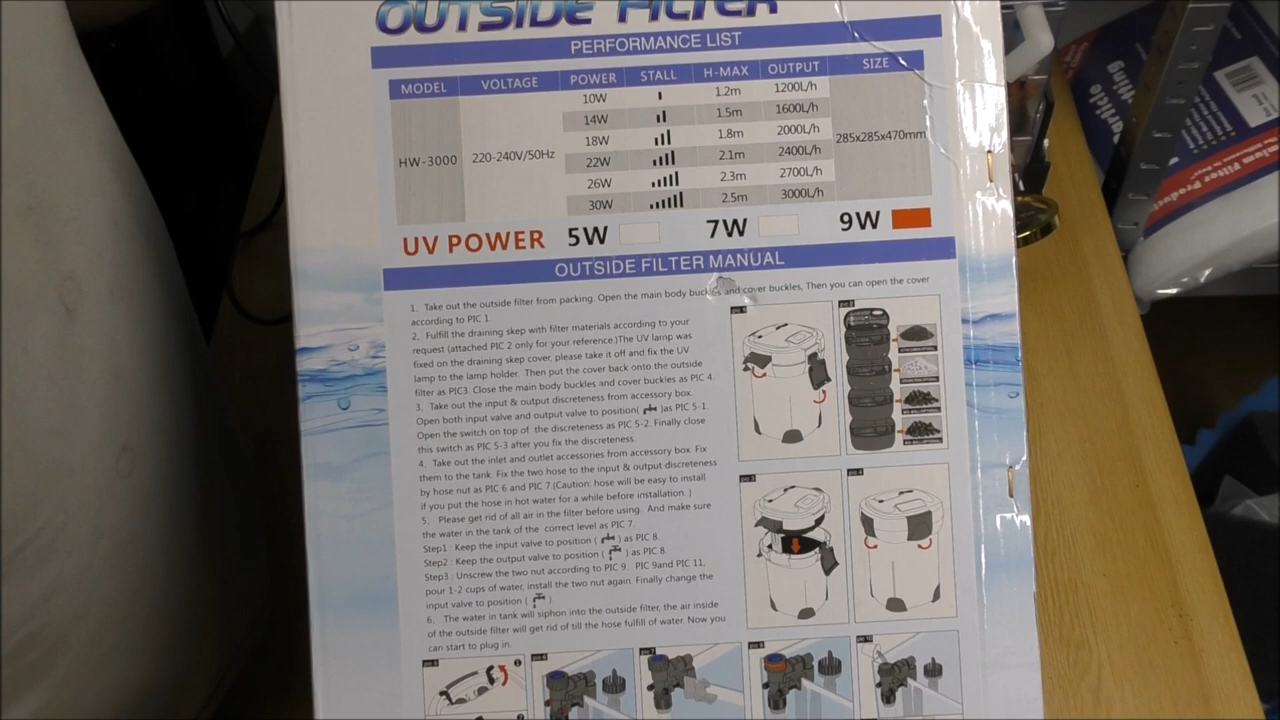 OUTSIDE FILTER
PERFORMANCE LIST
MODEL VOLTAGE POWER STALL H-MAX OUTPUT SIZE
10W 1.2m 1200L/h
14W 1.5m 1600L/h
18W 1.8m 2000L/h
HW-3000 220-240V/50Hz 22W 2.1m 2400L/h 285x285x470mm
26W 2.3m 2700L/h
30W 2.5m 3000L/h
UV POWER 5W 7W 9W
OUTSIDE FILTER MANUAL
1. Take out the outside filter from packing. Open the main body buckles and cover buckles, Then you can open the cover
according to PIC 1.
2. Fulfill the draining skep with filter materials according to your
request (attached PIC 2 only for your reference.)The UV lamp was
fixed on the draining skep cover, please take it off and fix the UV
lamp to the lamp holder. Then put the cover back onto the outside
filter as PIC3. Close the main body buckles and cover buckies as PIC 4.
3. Take out the input & output discreteness from accessory box.
Open both input valve and output valve to position( )as PIC 5-1.
Open the switch on top of the discreteness as PIC 5-2. Finally close
this switch as PIC 5-3 after you fix the discreteness.
4. Take out the inlet and outlet accessories from accessory box. Fix
them to the tank. Fix the two hose to the input & output discreteness
by hose nut as PIC 6 and PIC 7.(Caution: hose will be easy to install
if you put the hose in hot water for a while before installation. )
5. Please get rid of all air in the filter before using. And make sure
the water in the tank of the correct level as PIC 7.
Step1 : Keep the input valve to position ( ) as PIC 8.
Step2 : Keep the output valve to position ( ) as PIC 8.
Step3 : Unscrew the two nut according to PIC 9. PIC 9and PIC 11,
pour 1-2 cups of water, install the two nut again. Finally change the
input valve to position ( )
6. The water in tank will siphon into the outside filter, the air inside
of the outside filter will get rid of till the hose fulfill of water. Now you
can start to plug in.
pic 2
pic 3
pic 4
pic 5
pic 6
pic 7
pic 10